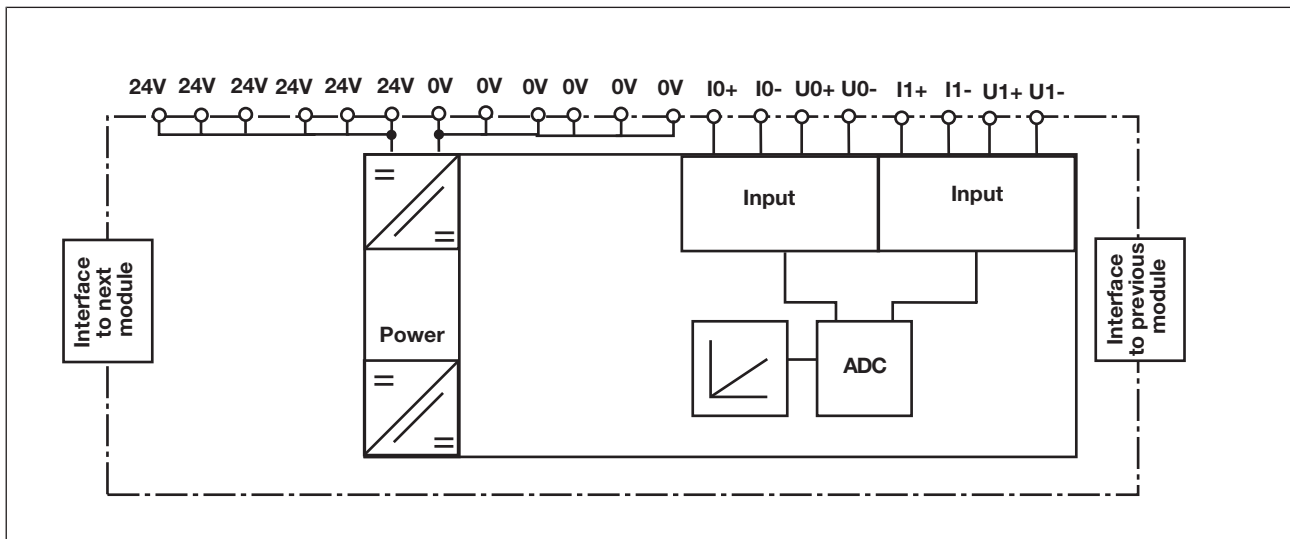 24V 24V 24V 24V 24V 24V 0V 0V 0V 0V 0V 0V I0+ I0- U0+ U0- I1+ I1- U1+ U1-
Input
Input
Interface
to next
module
Power
ADC
Interface
to previous
module